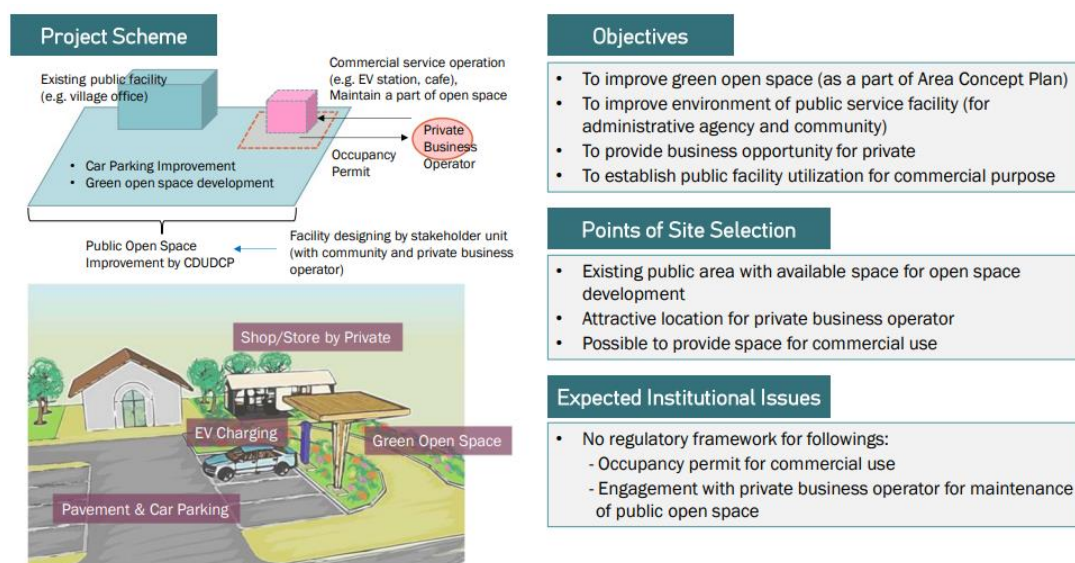 Project Scheme
Existing public facility
(e.g. village office)
Commercial service operation
(e.g. EV station, cafe),
Maintain a part of open space
Private
Business
Operator
Occupancy
Permit
• Car Parking Improvement
• Green open space development
Public Open Space
Improvement by CDUDCP
Facility designing by stakeholder unit
(with community and private business
operator)
Shop/Store by Private
EV Charging
Green Open Space
Pavement & Car Parking
Objectives
• To improve green open space (as a part of Area Concept Plan)
• To improve environment of public service facility (for
administrative agency and community)
• To provide business opportunity for private
• To establish public facility utilization for commercial purpose
Points of Site Selection
• Existing public area with available space for open space
development
• Attractive location for private business operator
• Possible to provide space for commercial use
Expected Institutional Issues
• No regulatory framework for followings:
- Occupancy permit for commercial use
- Engagement with private business operator for maintenance
of public open space